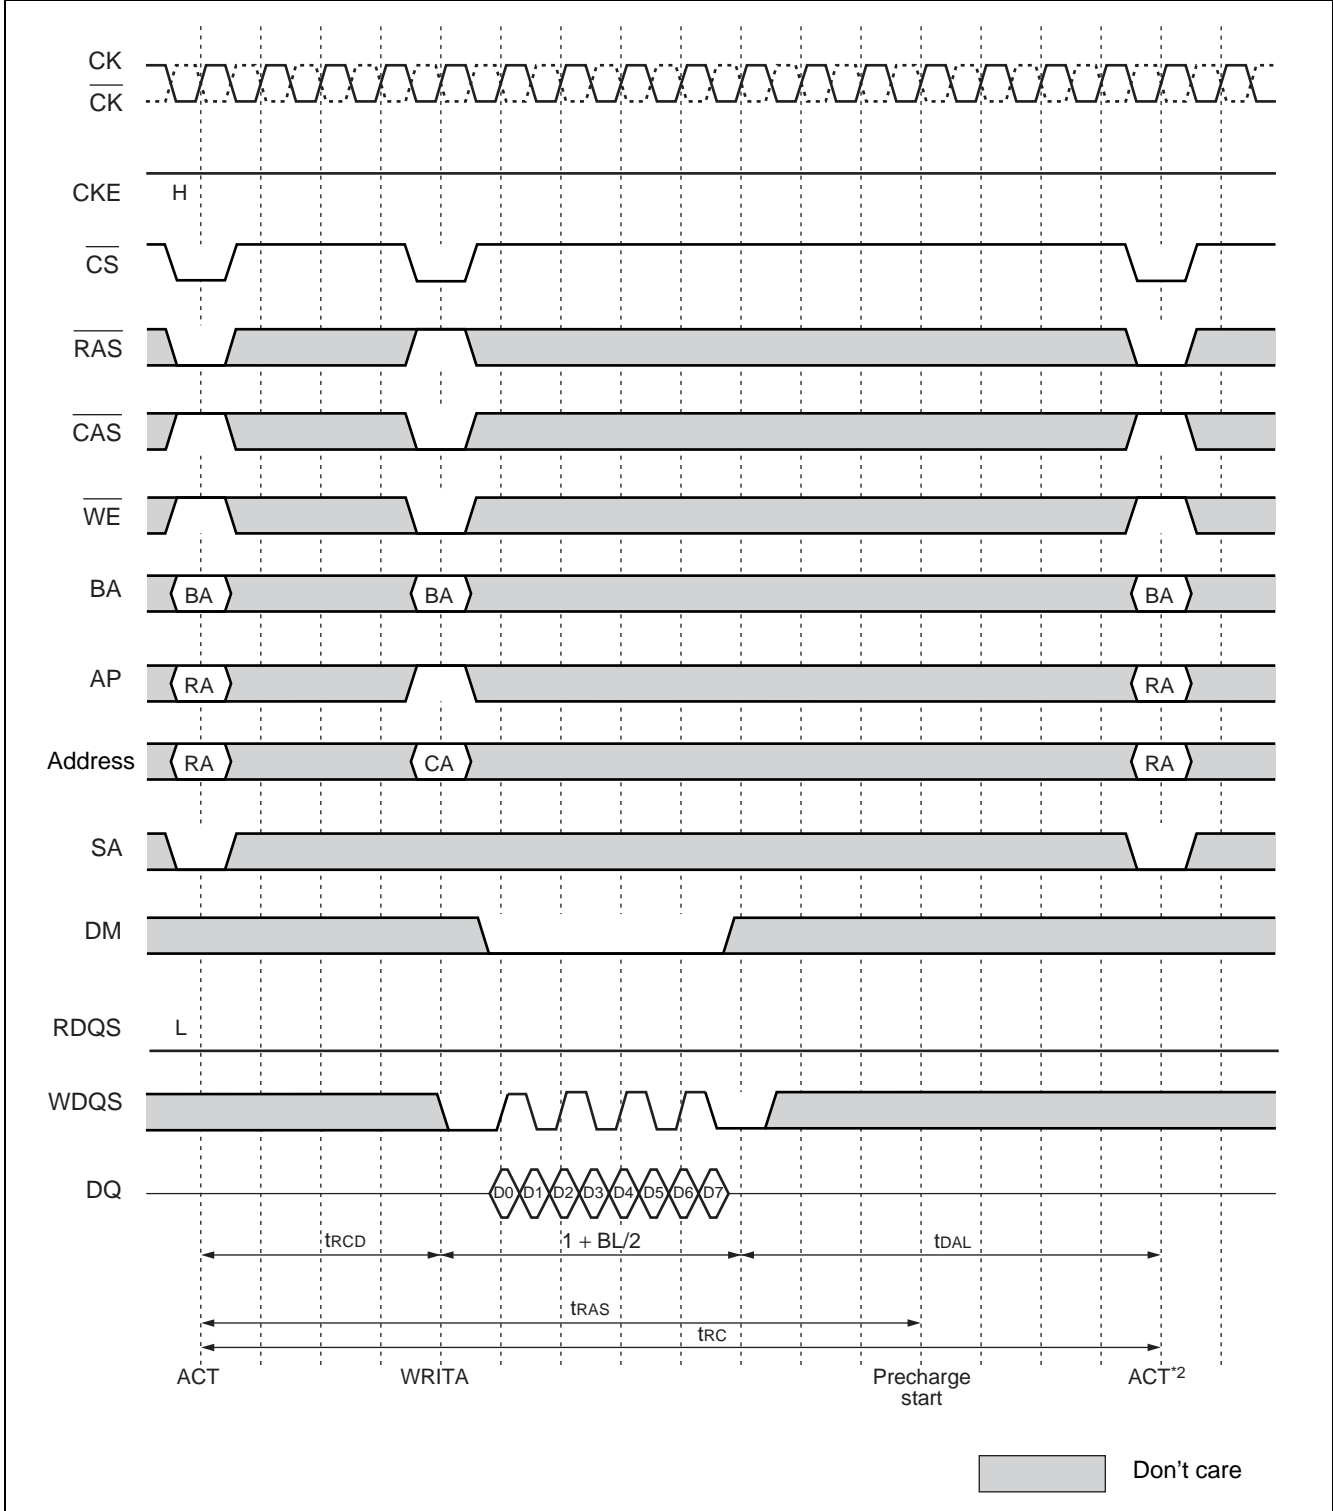 CK
CK
CKE H
CS
RAS
CAS
WE
BA BA BA BA
AP RA RA
Address RA CA RA
SA
DM
RDQS L
WDQS
DQ D0 D1 D2 D3 D4 D5 D6 D7
tRCD 1 + BL/2 tDAL
tRAS
tRC
ACT WRITA Precharge start ACT*2
Don't care